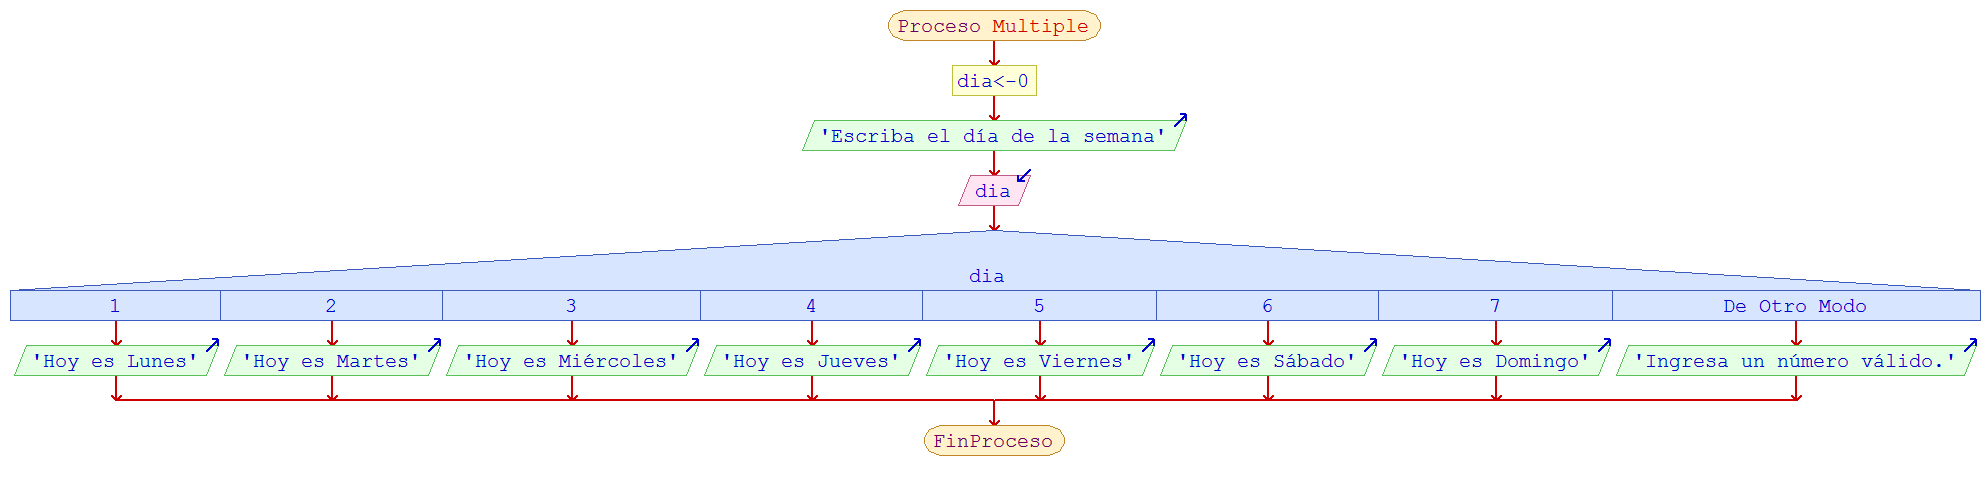 Proceso Multiple
dia<-0
'Escriba el día de la semana'
dia
dia
1 2 3 4 5 6 7 De Otro Modo
'Hoy es Lunes' 'Hoy es Martes' 'Hoy es Miércoles' 'Hoy es Jueves' 'Hoy es Viernes' 'Hoy es Sábado' 'Hoy es Domingo' 'Ingresa un número válido.'
FinProceso